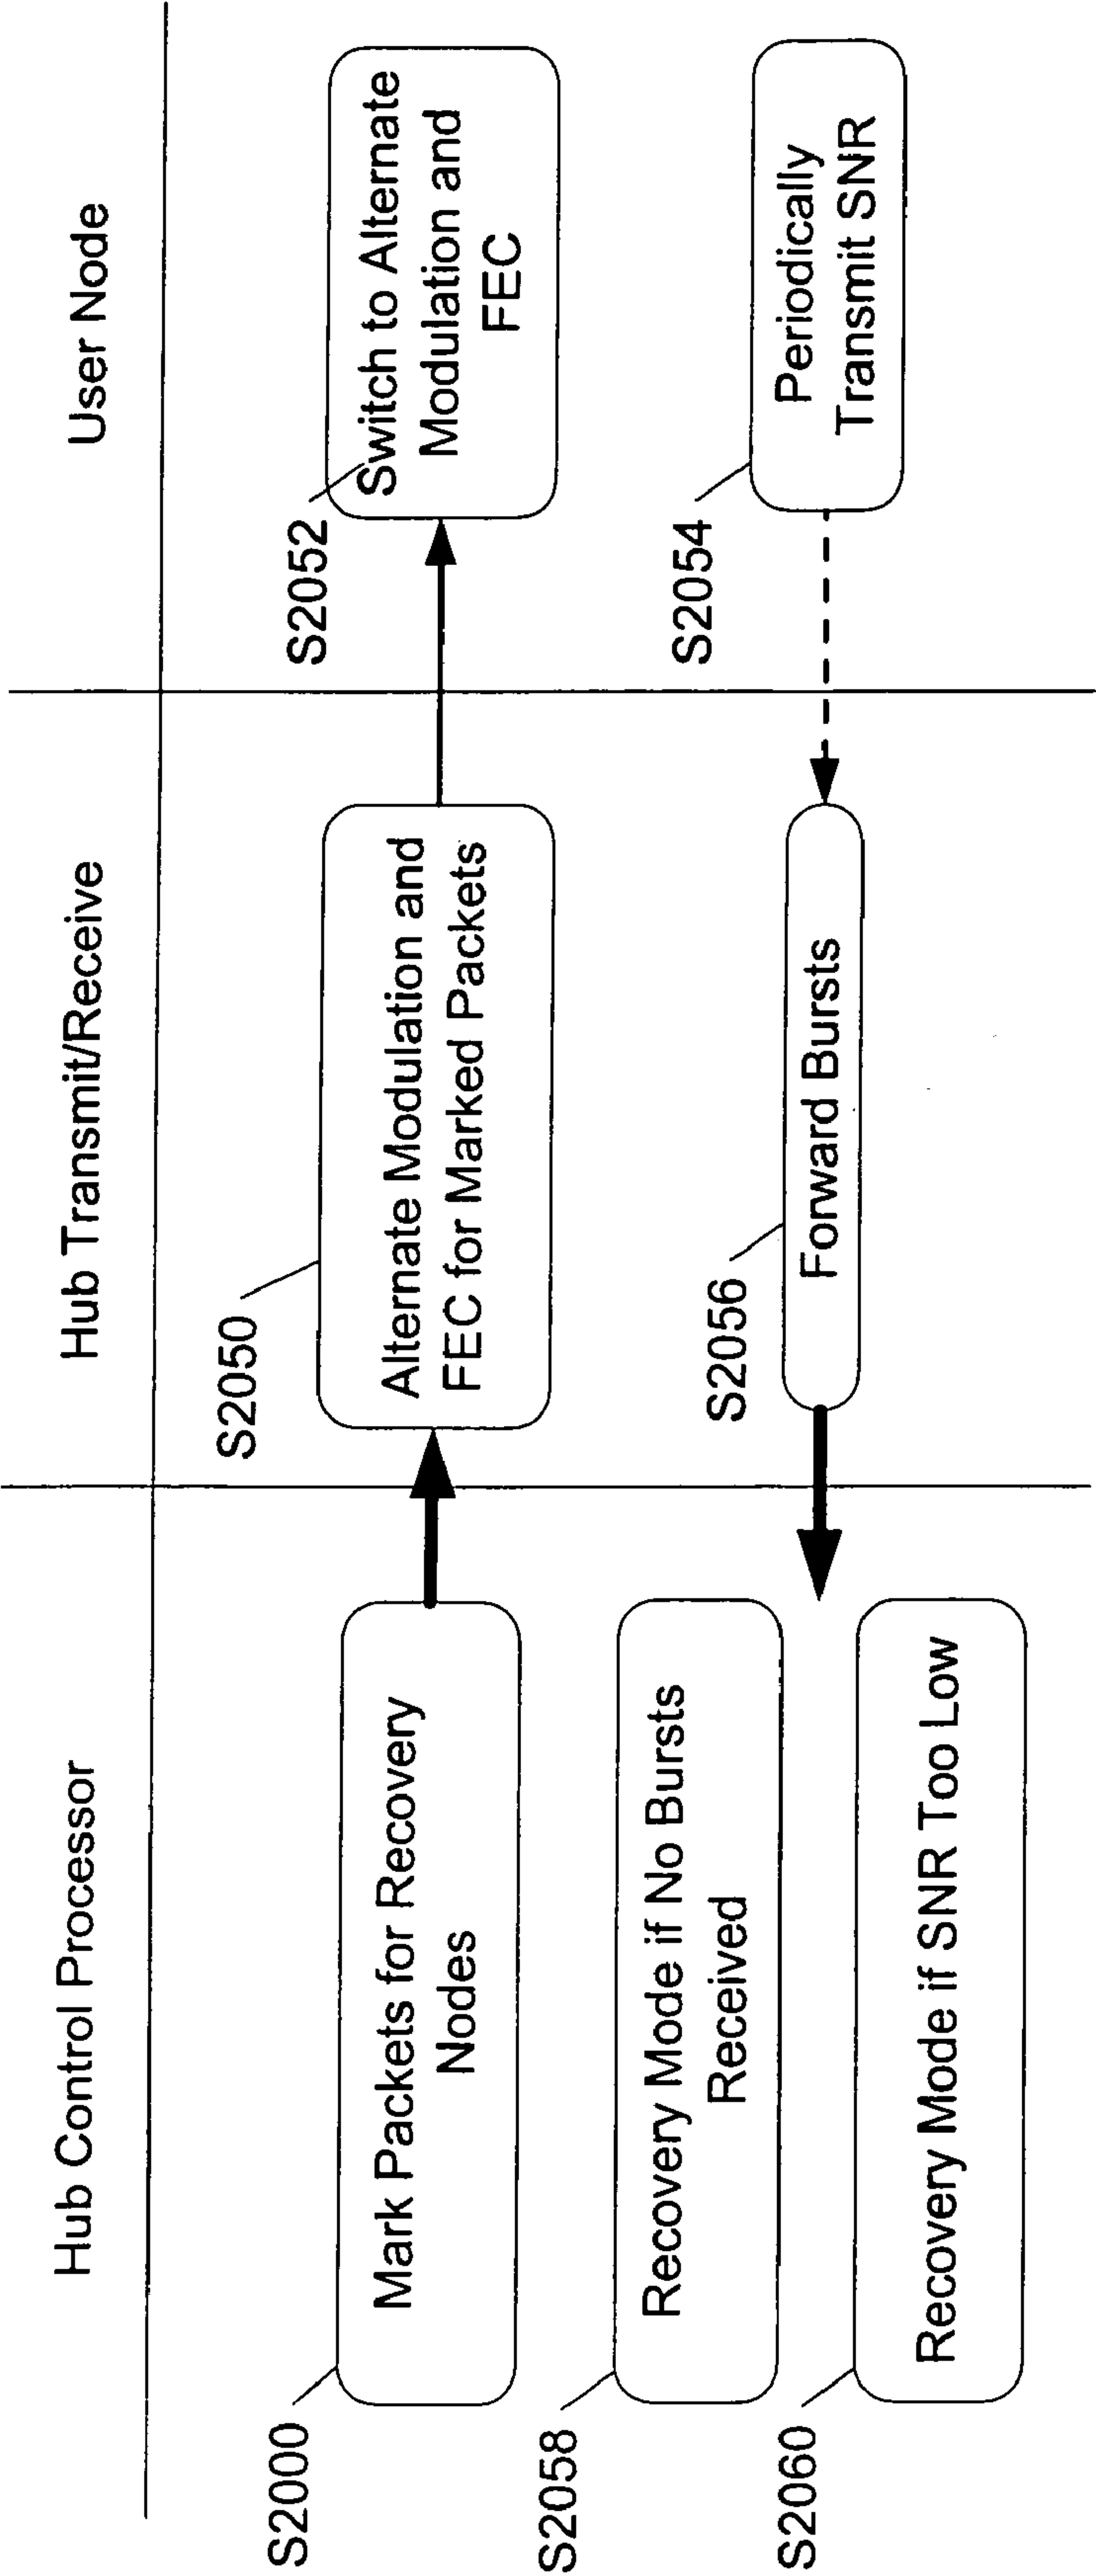 Hub Control Processor
Hub Transmit/Receive
User Node
S2000
Mark Packets for Recovery
Nodes
S2050
Alternate Modulation and
FEC for Marked Packets
S2052
Switch to Alternate
Modulation and
FEC
S2058
Recovery Mode if No Bursts
Received
S2056
Forward Bursts
S2054
Periodically
Transmit SNR
S2060
Recovery Mode if SNR Too Low